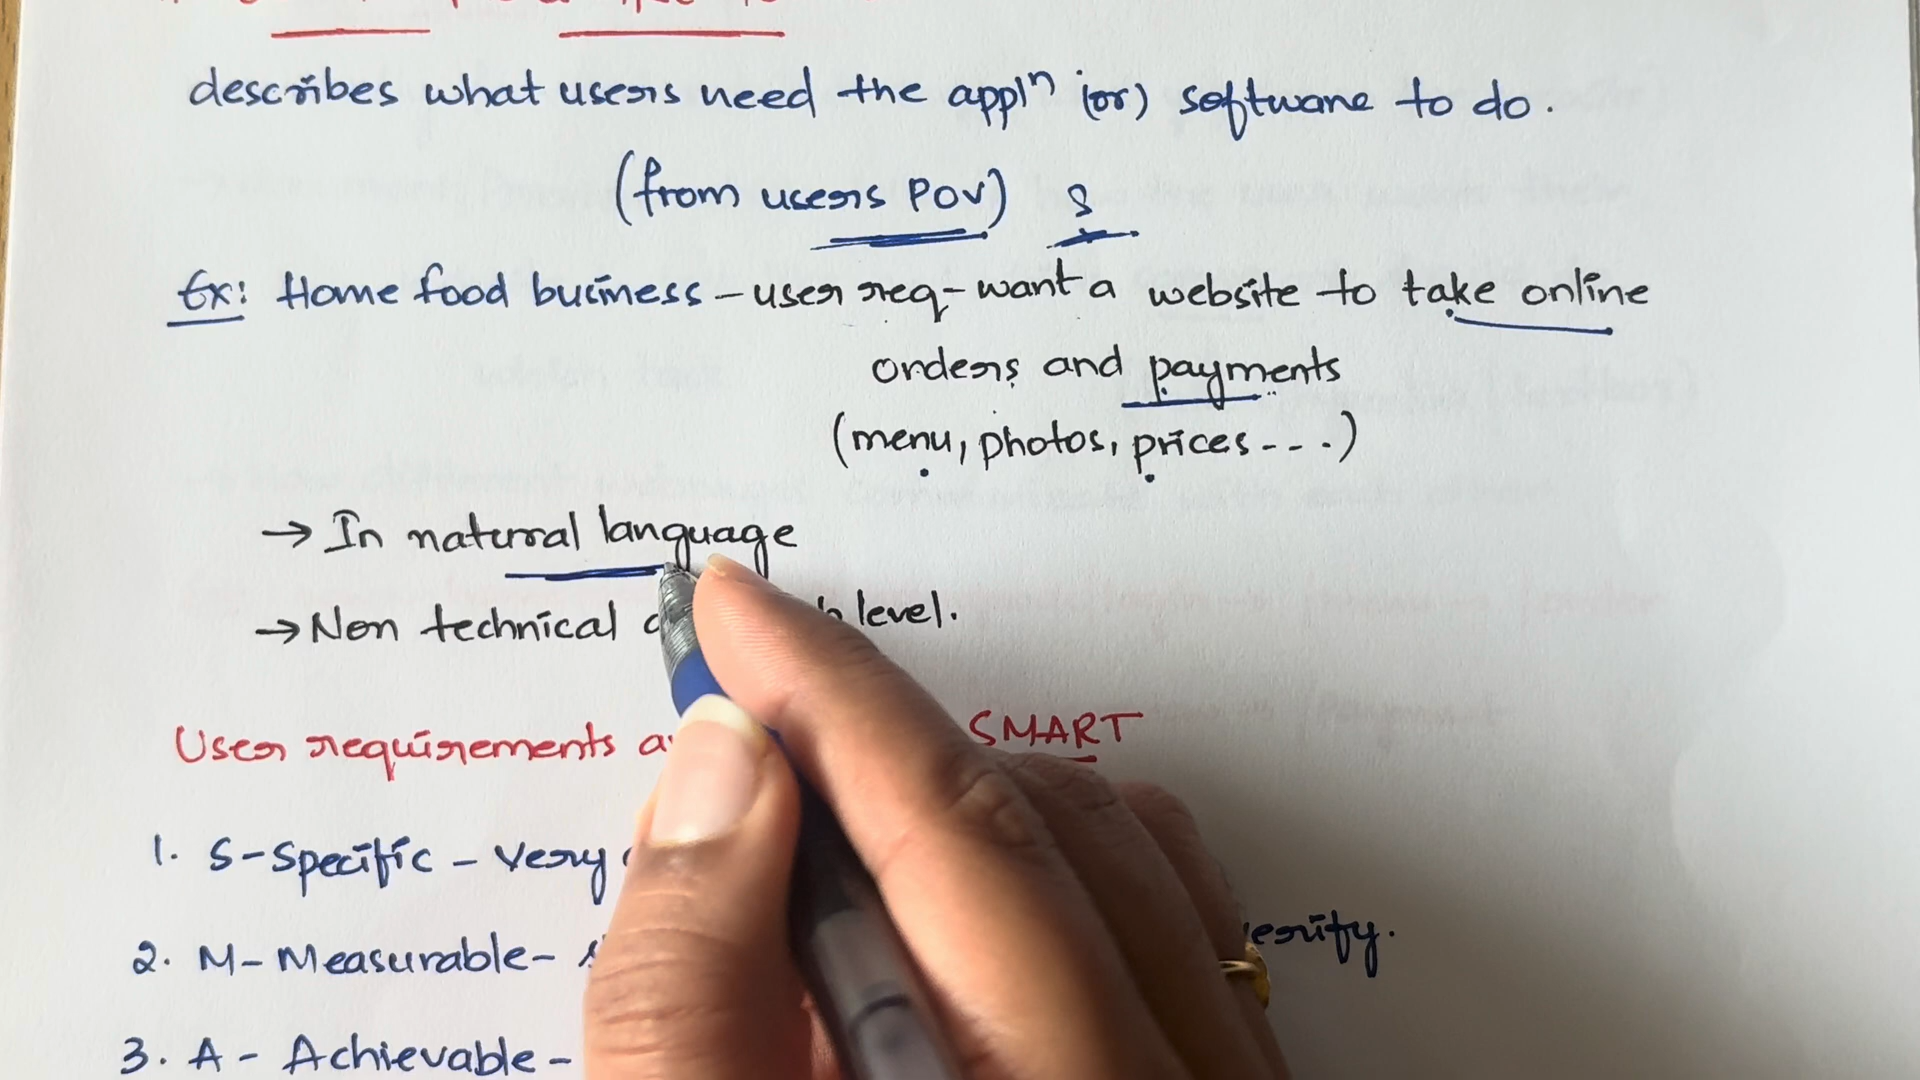 describes what users need the appl^n (or) software to do.
(from users POV) s
Ex: Home food business - user req - want a website to take online
orders and payments
(menu, photos, prices - - - .)
→ In natural language
→ Non technical level.
User requirements SMART
1. S - Specific - very
2. M - Measurable - verify.
3. A - Achievable -